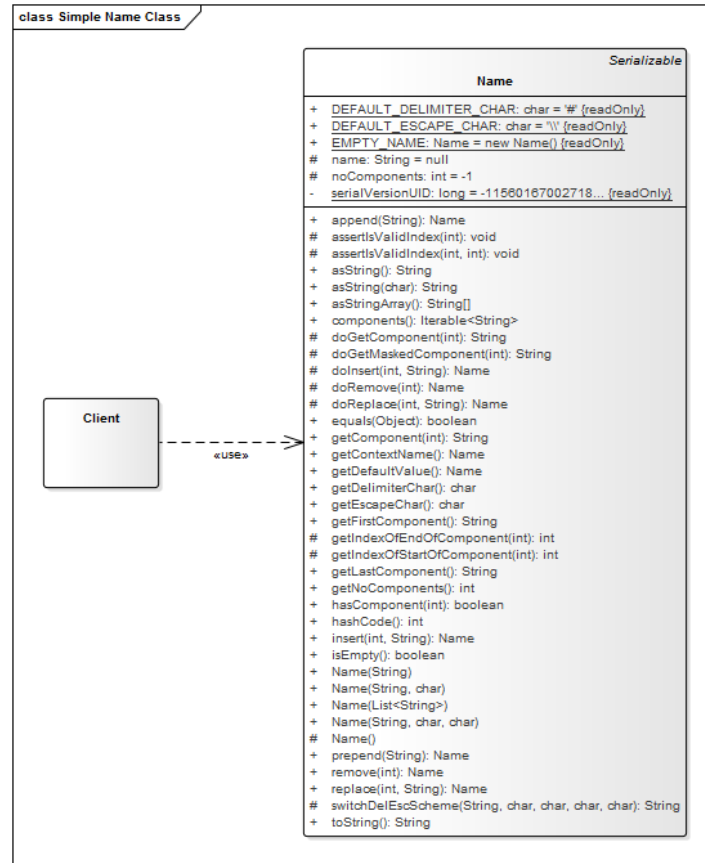 class Simple Name Class
Serializable
Name
+ DEFAULT_DELIMITER_CHAR: char = '#' {readOnly}
+ DEFAULT_ESCAPE_CHAR: char = '\\' {readOnly}
+ EMPTY_NAME: Name = new Name() {readOnly}
# name: String = null
# noComponents: int = -1
- serialVersionUID: long = -11560167002718... {readOnly}
+ append(String): Name
# assertIsValidIndex(int): void
# assertIsValidIndex(int, int): void
+ asString(): String
+ asString(char): String
+ asStringArray(): String[]
+ components(): Iterable<String>
# doGetComponent(int): String
# doGetMaskedComponent(int): String
# doInsert(int, String): Name
# doRemove(int): Name
# doReplace(int, String): Name
+ equals(Object): boolean
+ getComponent(int): String
+ getContextName(): Name
+ getDefaultValue(): Name
+ getDelimiterChar: char
+ getEscapeChar: char
+ getFirstComponent(): String
# getIndexOfEndOfComponent(int): int
# getIndexOfStartOfComponent(int): int
+ getLastComponent(): String
+ getNoComponents(): int
+ hasComponent(int): boolean
+ hashCode(): int
+ insert(int, String): Name
+ isEmpty(): boolean
+ Name(String)
+ Name(String, char)
+ Name(List<String>)
+ Name(String, char, char)
# Name()
+ prepend(String): Name
+ remove(int): Name
+ replace(int, String): Name
# switchDelEscScheme(String, char, char, char, char): String
+ toString(): String
Client
«use»